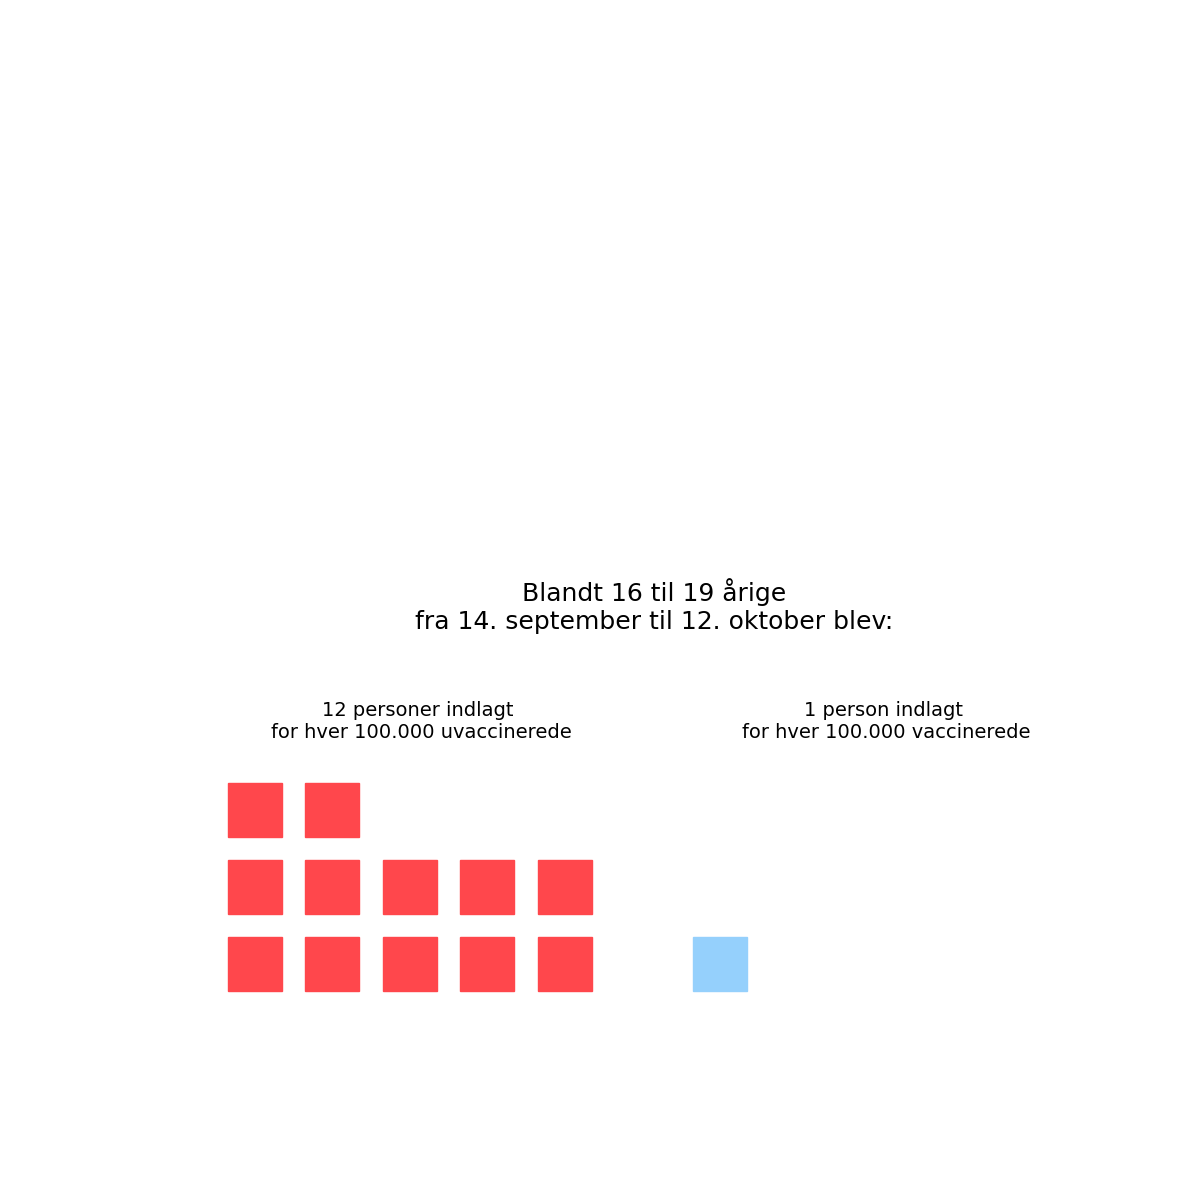 Blandt 16 til 19 årige
fra 14. september til 12. oktober blev:
12 personer indlagt
for hver 100.000 uvaccinerede
1 person indlagt
for hver 100.000 vaccinerede